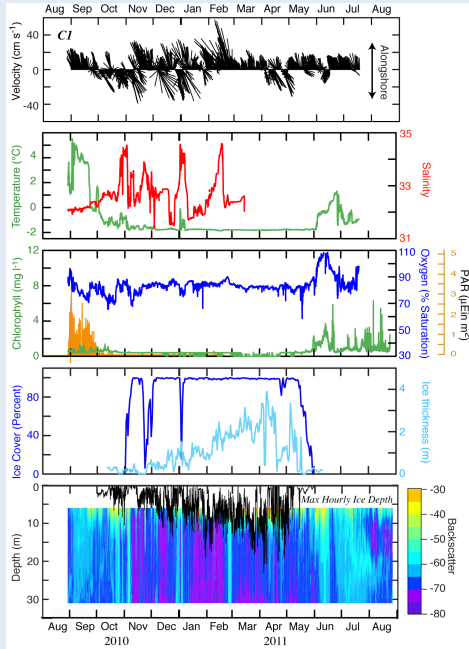 Aug Sep Oct Nov Dec Jan Feb Mar Apr May Jun Jul Aug
C1
Velocity (cm s-1)
40
0
-40
Alongshore
Temperature (°C)
4
2
0
-2
Salinity
35
33
31
Chlorophyll (mg l-1)
12
8
4
0
Oxygen (% Saturation)
110
90
70
50
30
PAR (µEin m2)
5
4
3
2
1
0
Ice Cover (Percent)
80
40
0
Ice thickness (m)
4
2
0
Max Hourly Ice Depth
Depth (m)
0
10
20
30
Backscatter
-30
-40
-50
-60
-70
-80
Aug Sep Oct Nov Dec Jan Feb Mar Apr May Jun Jul Aug
2010 2011